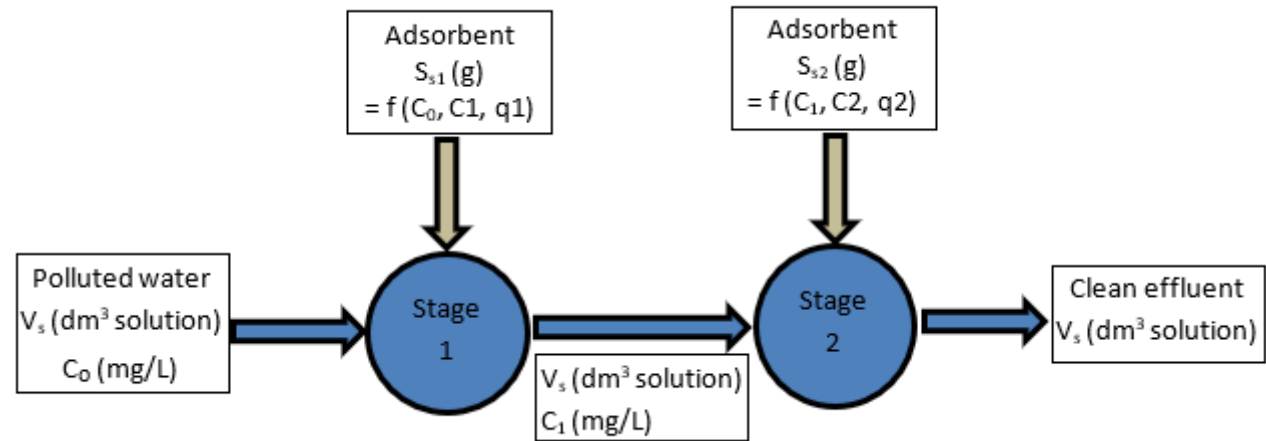 Adsorbent
Sₛ₁ (g)
= f (C₀, C1, q1)
Adsorbent
Sₛ₂ (g)
= f (C₁, C2, q2)
Polluted water
Vₛ (dm³ solution)
C₀ (mg/L)
Stage
1
Vₛ (dm³ solution)
C₁ (mg/L)
Stage
2
Clean effluent
Vₛ (dm³ solution)